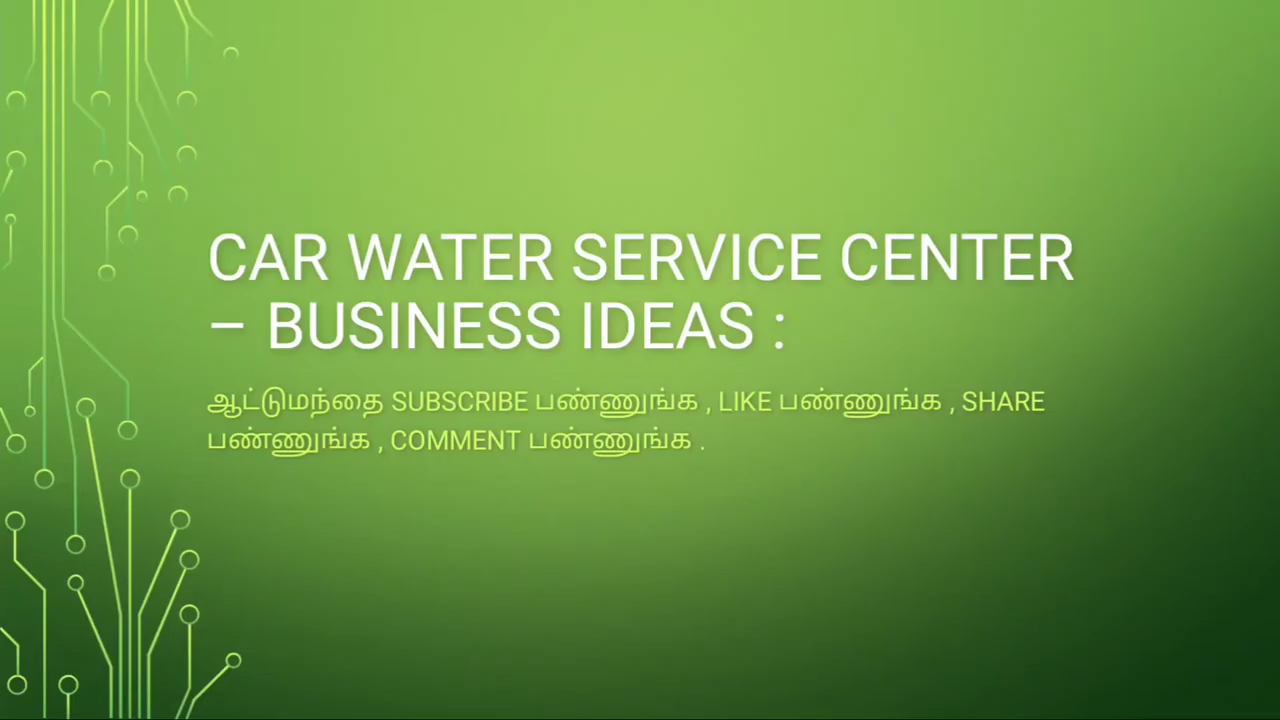 CAR WATER SERVICE CENTER
– BUSINESS IDEAS :
ஆட்டுமந்தை SUBSCRIBE பண்ணுங்க , LIKE பண்ணுங்க , SHARE
பண்ணுங்க , COMMENT பண்ணுங்க .